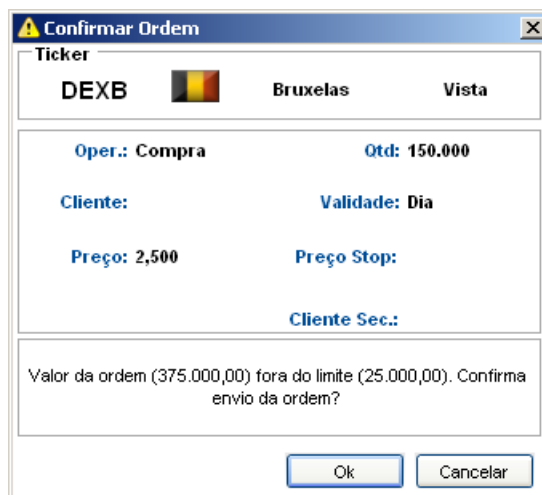 Confirmar Ordem
Ticker
DEXB Bruxelas Vista
Oper.: Compra Qtd: 150.000
Cliente: Validade: Dia
Preço: 2,500 Preço Stop:
Cliente Sec.:
Valor da ordem (375.000,00) fora do limite (25.000,00). Confirma
envio da ordem?
Ok Cancelar